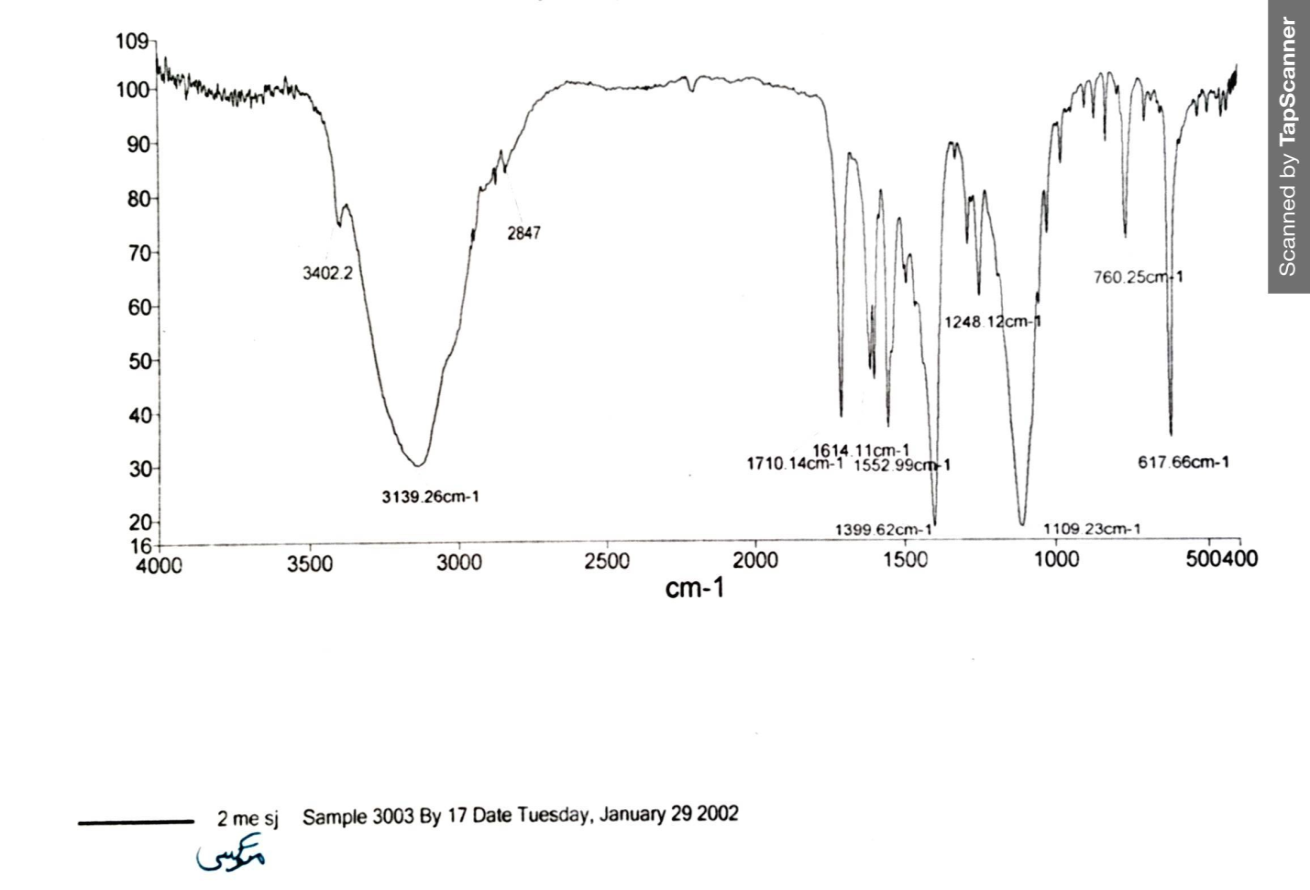 109
100
90
80
70
60
50
40
30
20
16
3402.2
2847
3139.26cm-1
1710.14cm-1
1614.11cm-1
1552.99cm-1
1399.62cm-1
1248.12cm-1
1109.23cm-1
760.25cm-1
617.66cm-1
4000 3500 3000 2500 2000 1500 1000 500400
cm-1
2 me sj Sample 3003 By 17 Date Tuesday, January 29 2002
Scanned by TapScanner